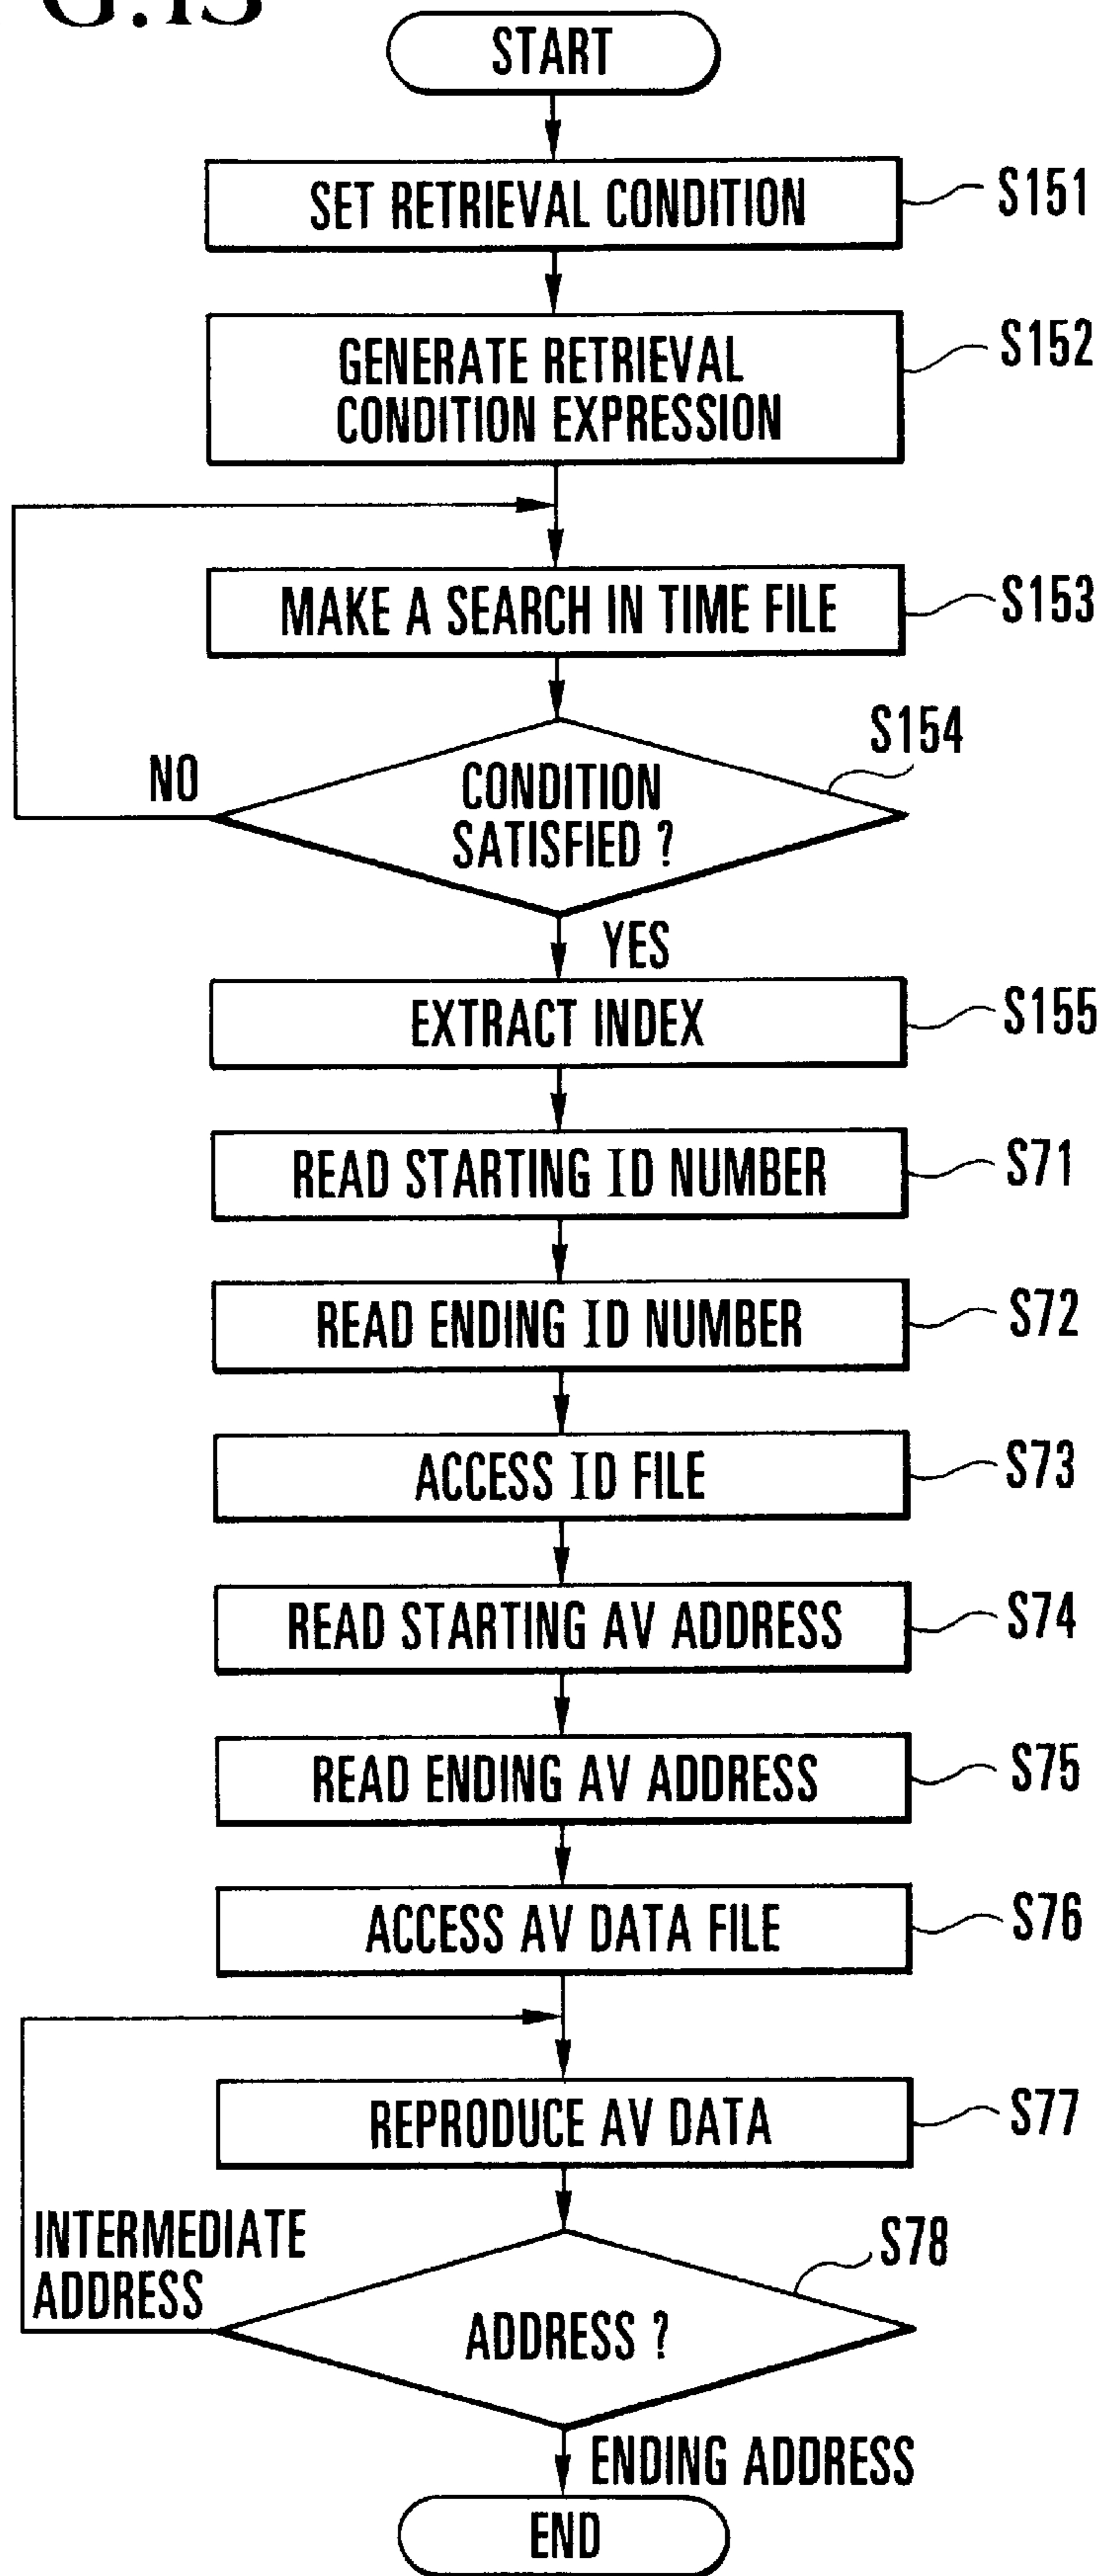 G.15
START
SET RETRIEVAL CONDITION
S151
GENERATE RETRIEVAL
CONDITION EXPRESSION
S152
MAKE A SEARCH IN TIME FILE
S153
S154
NO
CONDITION
SATISFIED ?
YES
EXTRACT INDEX
S155
READ STARTING ID NUMBER
S71
READ ENDING ID NUMBER
S72
ACCESS ID FILE
S73
READ STARTING AV ADDRESS
S74
READ ENDING AV ADDRESS
S75
ACCESS AV DATA FILE
S76
REPRODUCE AV DATA
S77
INTERMEDIATE
ADDRESS
S78
ADDRESS ?
ENDING ADDRESS
END